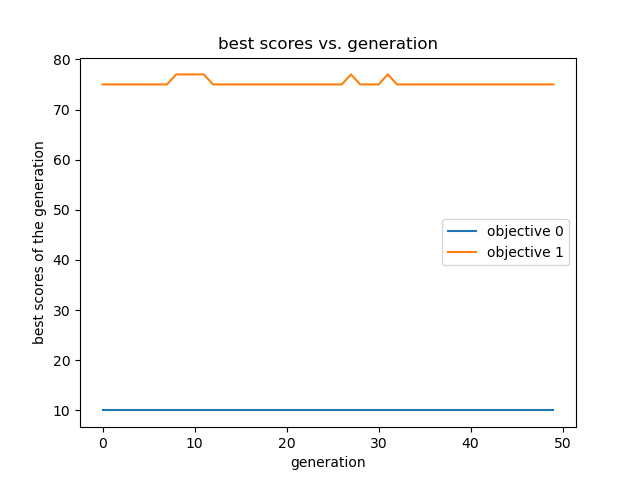 best scores vs. generation
best scores of the generation
80
70
60
50
40
30
20
10
objective 0
objective 1
0 10 20 30 40 50
generation